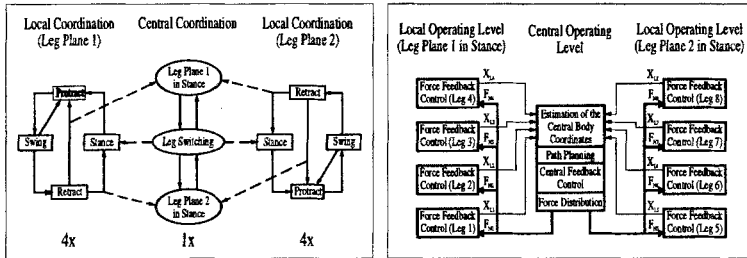 Local Coordination
(Leg Plane 1)
Central Coordination
Local Coordination
(Leg Plane 2)
Protract
Swing
Stance
Retract
Leg Plane 1
in Stance
Leg Switching
Leg Plane 2
in Stance
Retract
Stance
Swing
Protract
4x
1x
4x
Local Operating Level
(Leg Plane 1 in Stance)
Central Operating
Level
Local Operating Level
(Leg Plane 2 in Stance)
Force Feedback
Control (Leg 4)
Force Feedback
Control (Leg 3)
Force Feedback
Control (Leg 2)
Force Feedback
Control (Leg 1)
Estimation of the
Central Body
Coordinates
Path Planning
Central Feedback
Control
Force Distribution
Force Feedback
Control (Leg 8)
Force Feedback
Control (Leg 7)
Force Feedback
Control (Leg 6)
Force Feedback
Control (Leg 5)